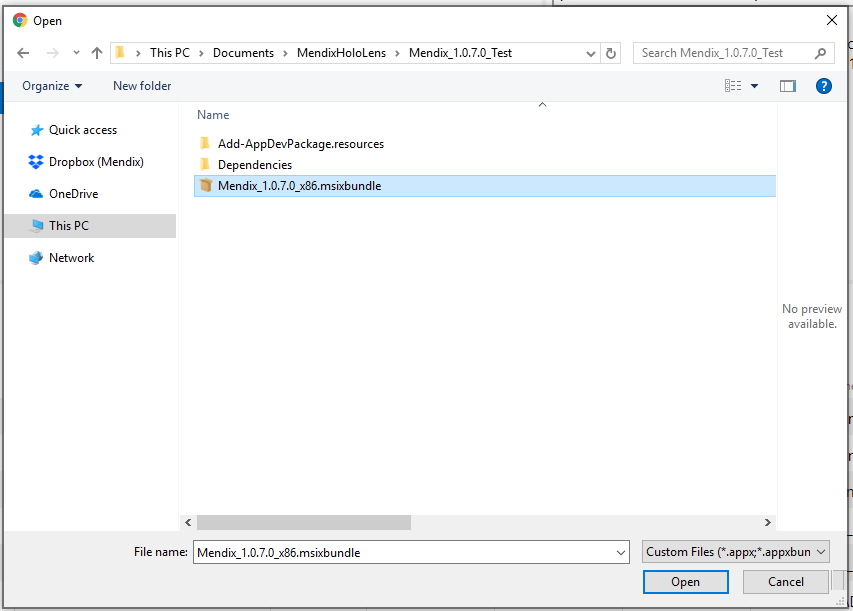 Open
This PC > Documents > MendixHoloLens > Mendix_1.0.7.0_Test
Search Mendix_1.0.7.0_Test
Organize
New folder
?
Name
Quick access
Dropbox (Mendix)
OneDrive
This PC
Network
Add-AppDevPackage.resources
Dependencies
Mendix_1.0.7.0_x86.msixbundle
No preview
available.
File name:
Mendix_1.0.7.0_x86.msixbundle
Custom Files (*.appx;*.appxbun
Open
Cancel